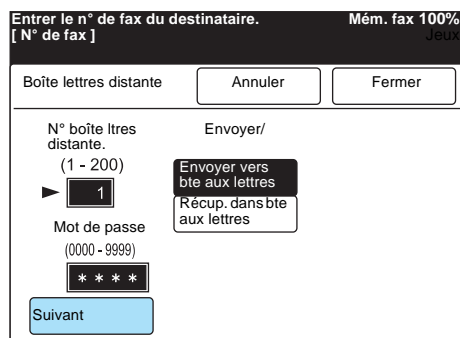 Entrer le n° de fax du destinataire. Mém. fax 100%
[ N° de fax ] Jeux
Boîte lettres distante Annuler Fermer
N° boîte ltres
distante.
(1 - 200)
1
Mot de passe
(0000 - 9999)
* * * *
Suivant
Envoyer/
Envoyer vers
bte aux lettres
Récup. dans bte
aux lettres